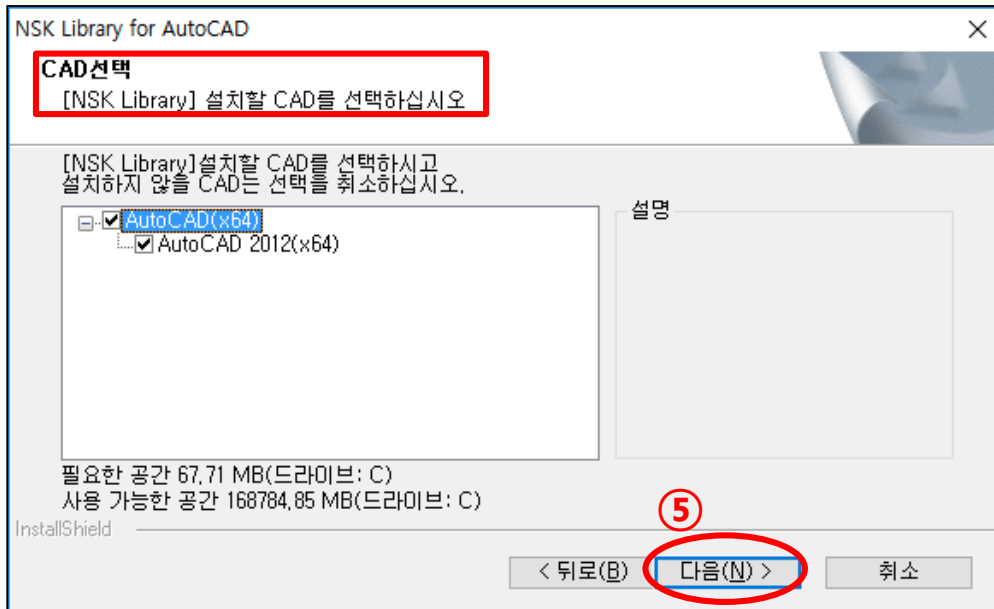 NSK Library for AutoCAD
CAD선택
[NSK Library] 설치할 CAD를 선택하십시오
[NSK Library]설치할 CAD를 선택하시고
설치하지 않을 CAD는 선택를 취소하십시오.
AutoCAD(x64)
AutoCAD 2012(x64)
설명
필요한 공간 67.71 MB(드라이브: C)
사용 가능한 공간 168784.85 MB(드라이브: C)
InstallShield
⑤
< 뒤로(B)
다음(N) >
취소